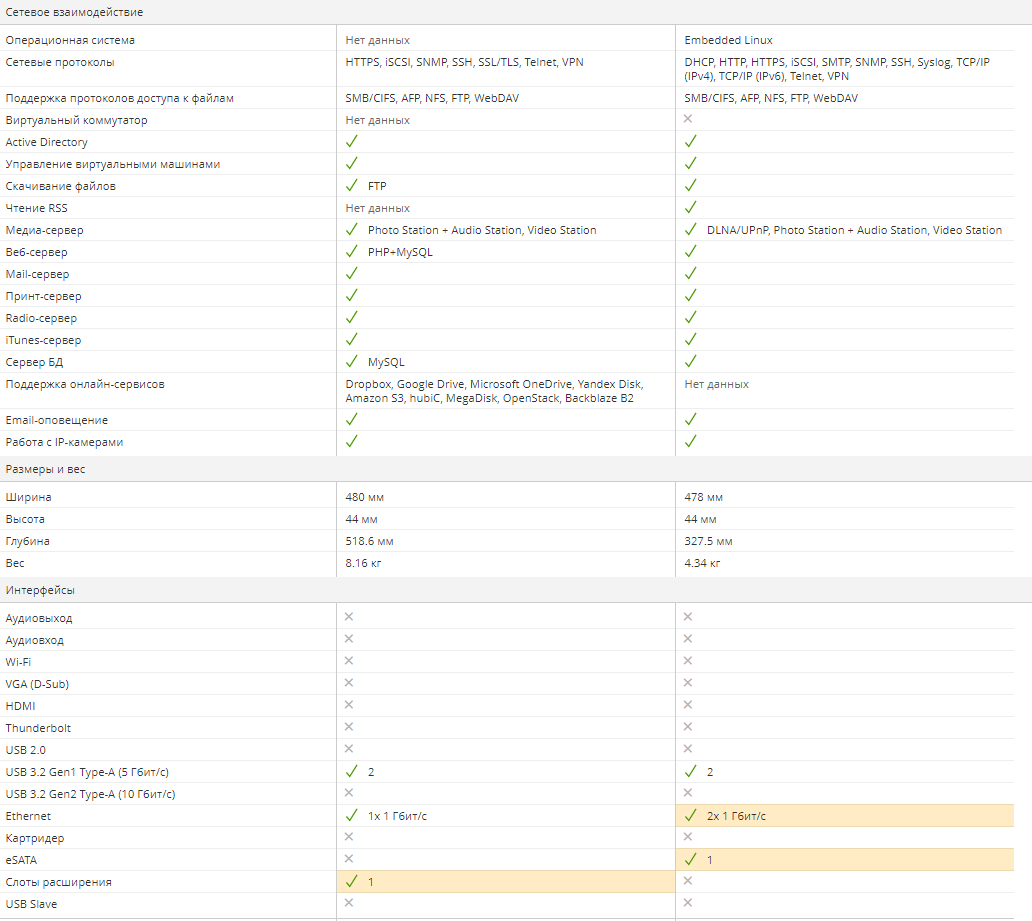 Сетевое взаимодействие
Операционная система Нет данных Embedded Linux
Сетевые протоколы HTTPS, iSCSI, SNMP, SSH, SSL/TLS, Telnet, VPN DHCP, HTTP, HTTPS, iSCSI, SMTP, SNMP, SSH, Syslog, TCP/IP
(IPv4), TCP/IP (IPv6), Telnet, VPN
Поддержка протоколов доступа к файлам SMB/CIFS, AFP, NFS, FTP, WebDAV SMB/CIFS, AFP, NFS, FTP, WebDAV
Виртуальный коммутатор Нет данных
Active Directory
Управление виртуальными машинами
Скачивание файлов FTP
Чтение RSS Нет данных
Медиа-сервер Photo Station + Audio Station, Video Station DLNA/UPnP, Photo Station + Audio Station, Video Station
Веб-сервер PHP+MySQL
Mail-сервер
Принт-сервер
Radio-сервер
iTunes-сервер
Сервер БД MySQL
Поддержка онлайн-сервисов Dropbox, Google Drive, Microsoft OneDrive, Yandex Disk, Нет данных
Amazon S3, hubiC, MegaDisk, OpenStack, Backblaze B2
Email-оповещение
Работа с IP-камерами
Размеры и вес
Ширина 480 мм 478 мм
Высота 44 мм 44 мм
Глубина 518.6 мм 327.5 мм
Вес 8.16 кг 4.34 кг
Интерфейсы
Аудиовыход
Аудиовход
Wi-Fi
VGA (D-Sub)
HDMI
Thunderbolt
USB 2.0
USB 3.2 Gen1 Type-A (5 Гбит/с) 2 2
USB 3.2 Gen2 Type-A (10 Гбит/с)
Ethernet 1x 1 Гбит/с 2x 1 Гбит/с
Картридер
eSATA 1
Слоты расширения 1
USB Slave